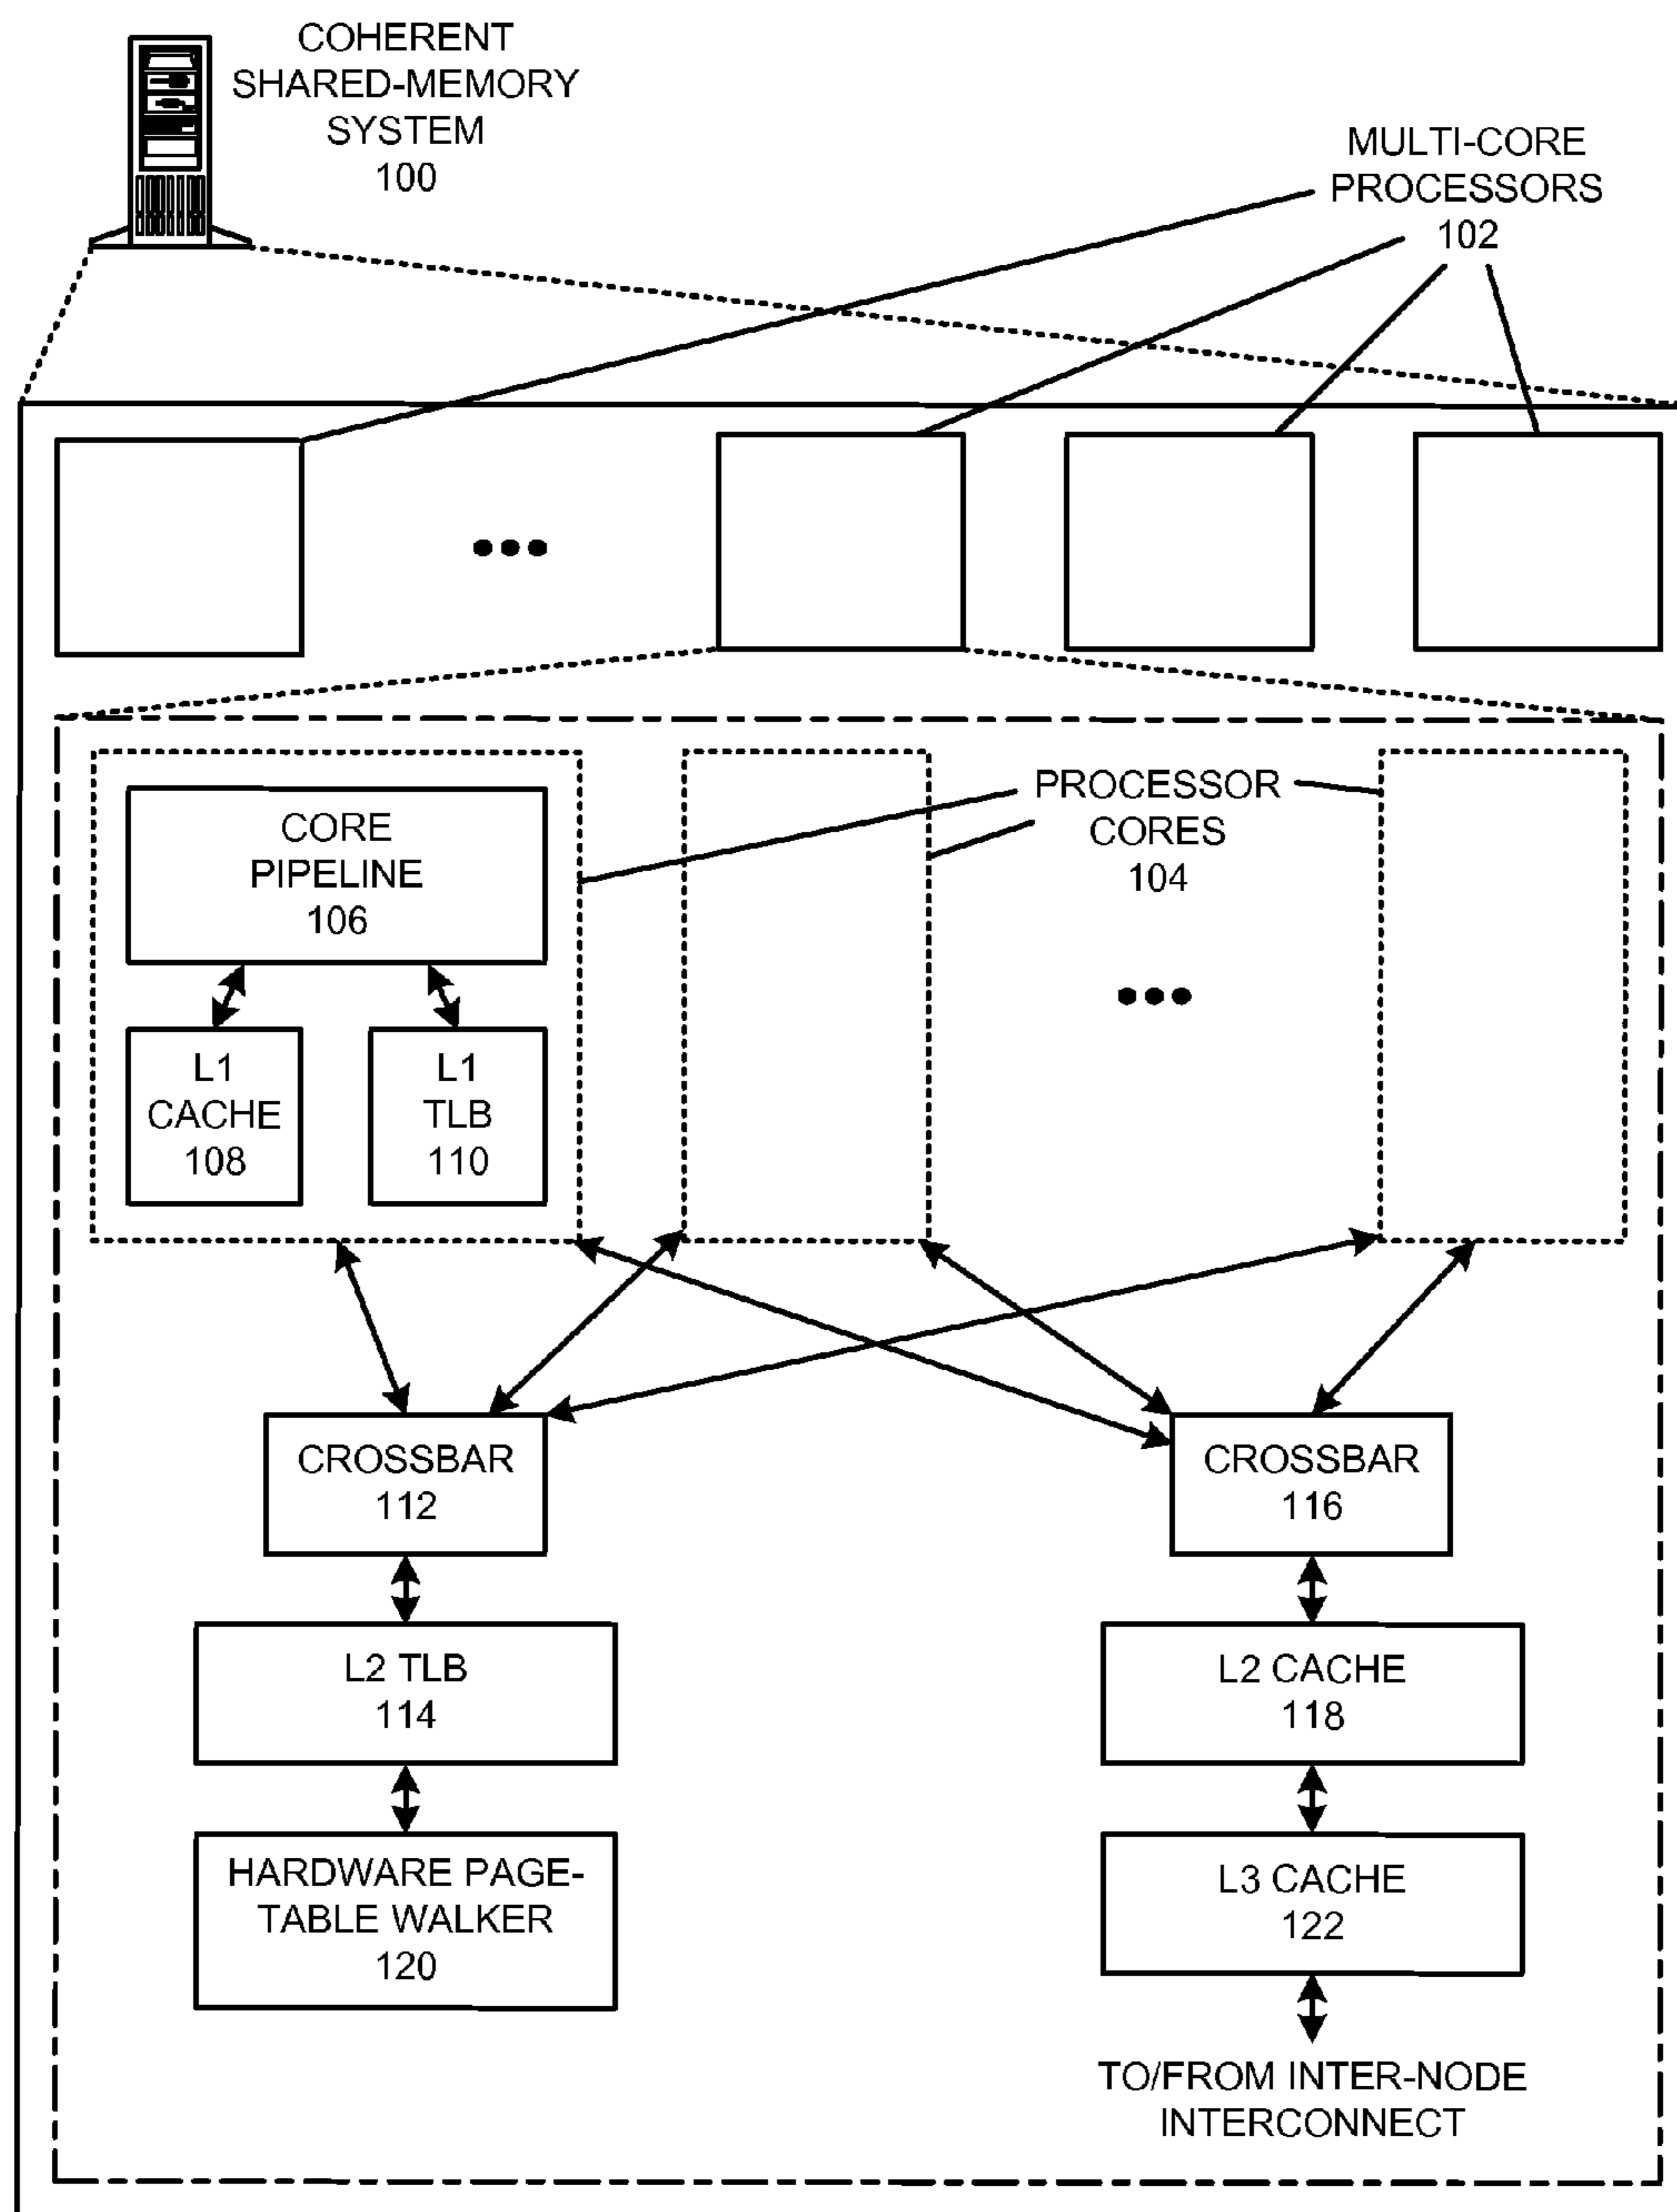 COHERENT
SHARED-MEMORY
SYSTEM
100
MULTI-CORE
PROCESSORS
102
PROCESSOR
CORES
104
CORE
PIPELINE
106
L1
CACHE
108
L1
TLB
110
CROSSBAR
112
CROSSBAR
116
L2 TLB
114
L2 CACHE
118
HARDWARE PAGE-
TABLE WALKER
120
L3 CACHE
122
TO/FROM INTER-NODE
INTERCONNECT